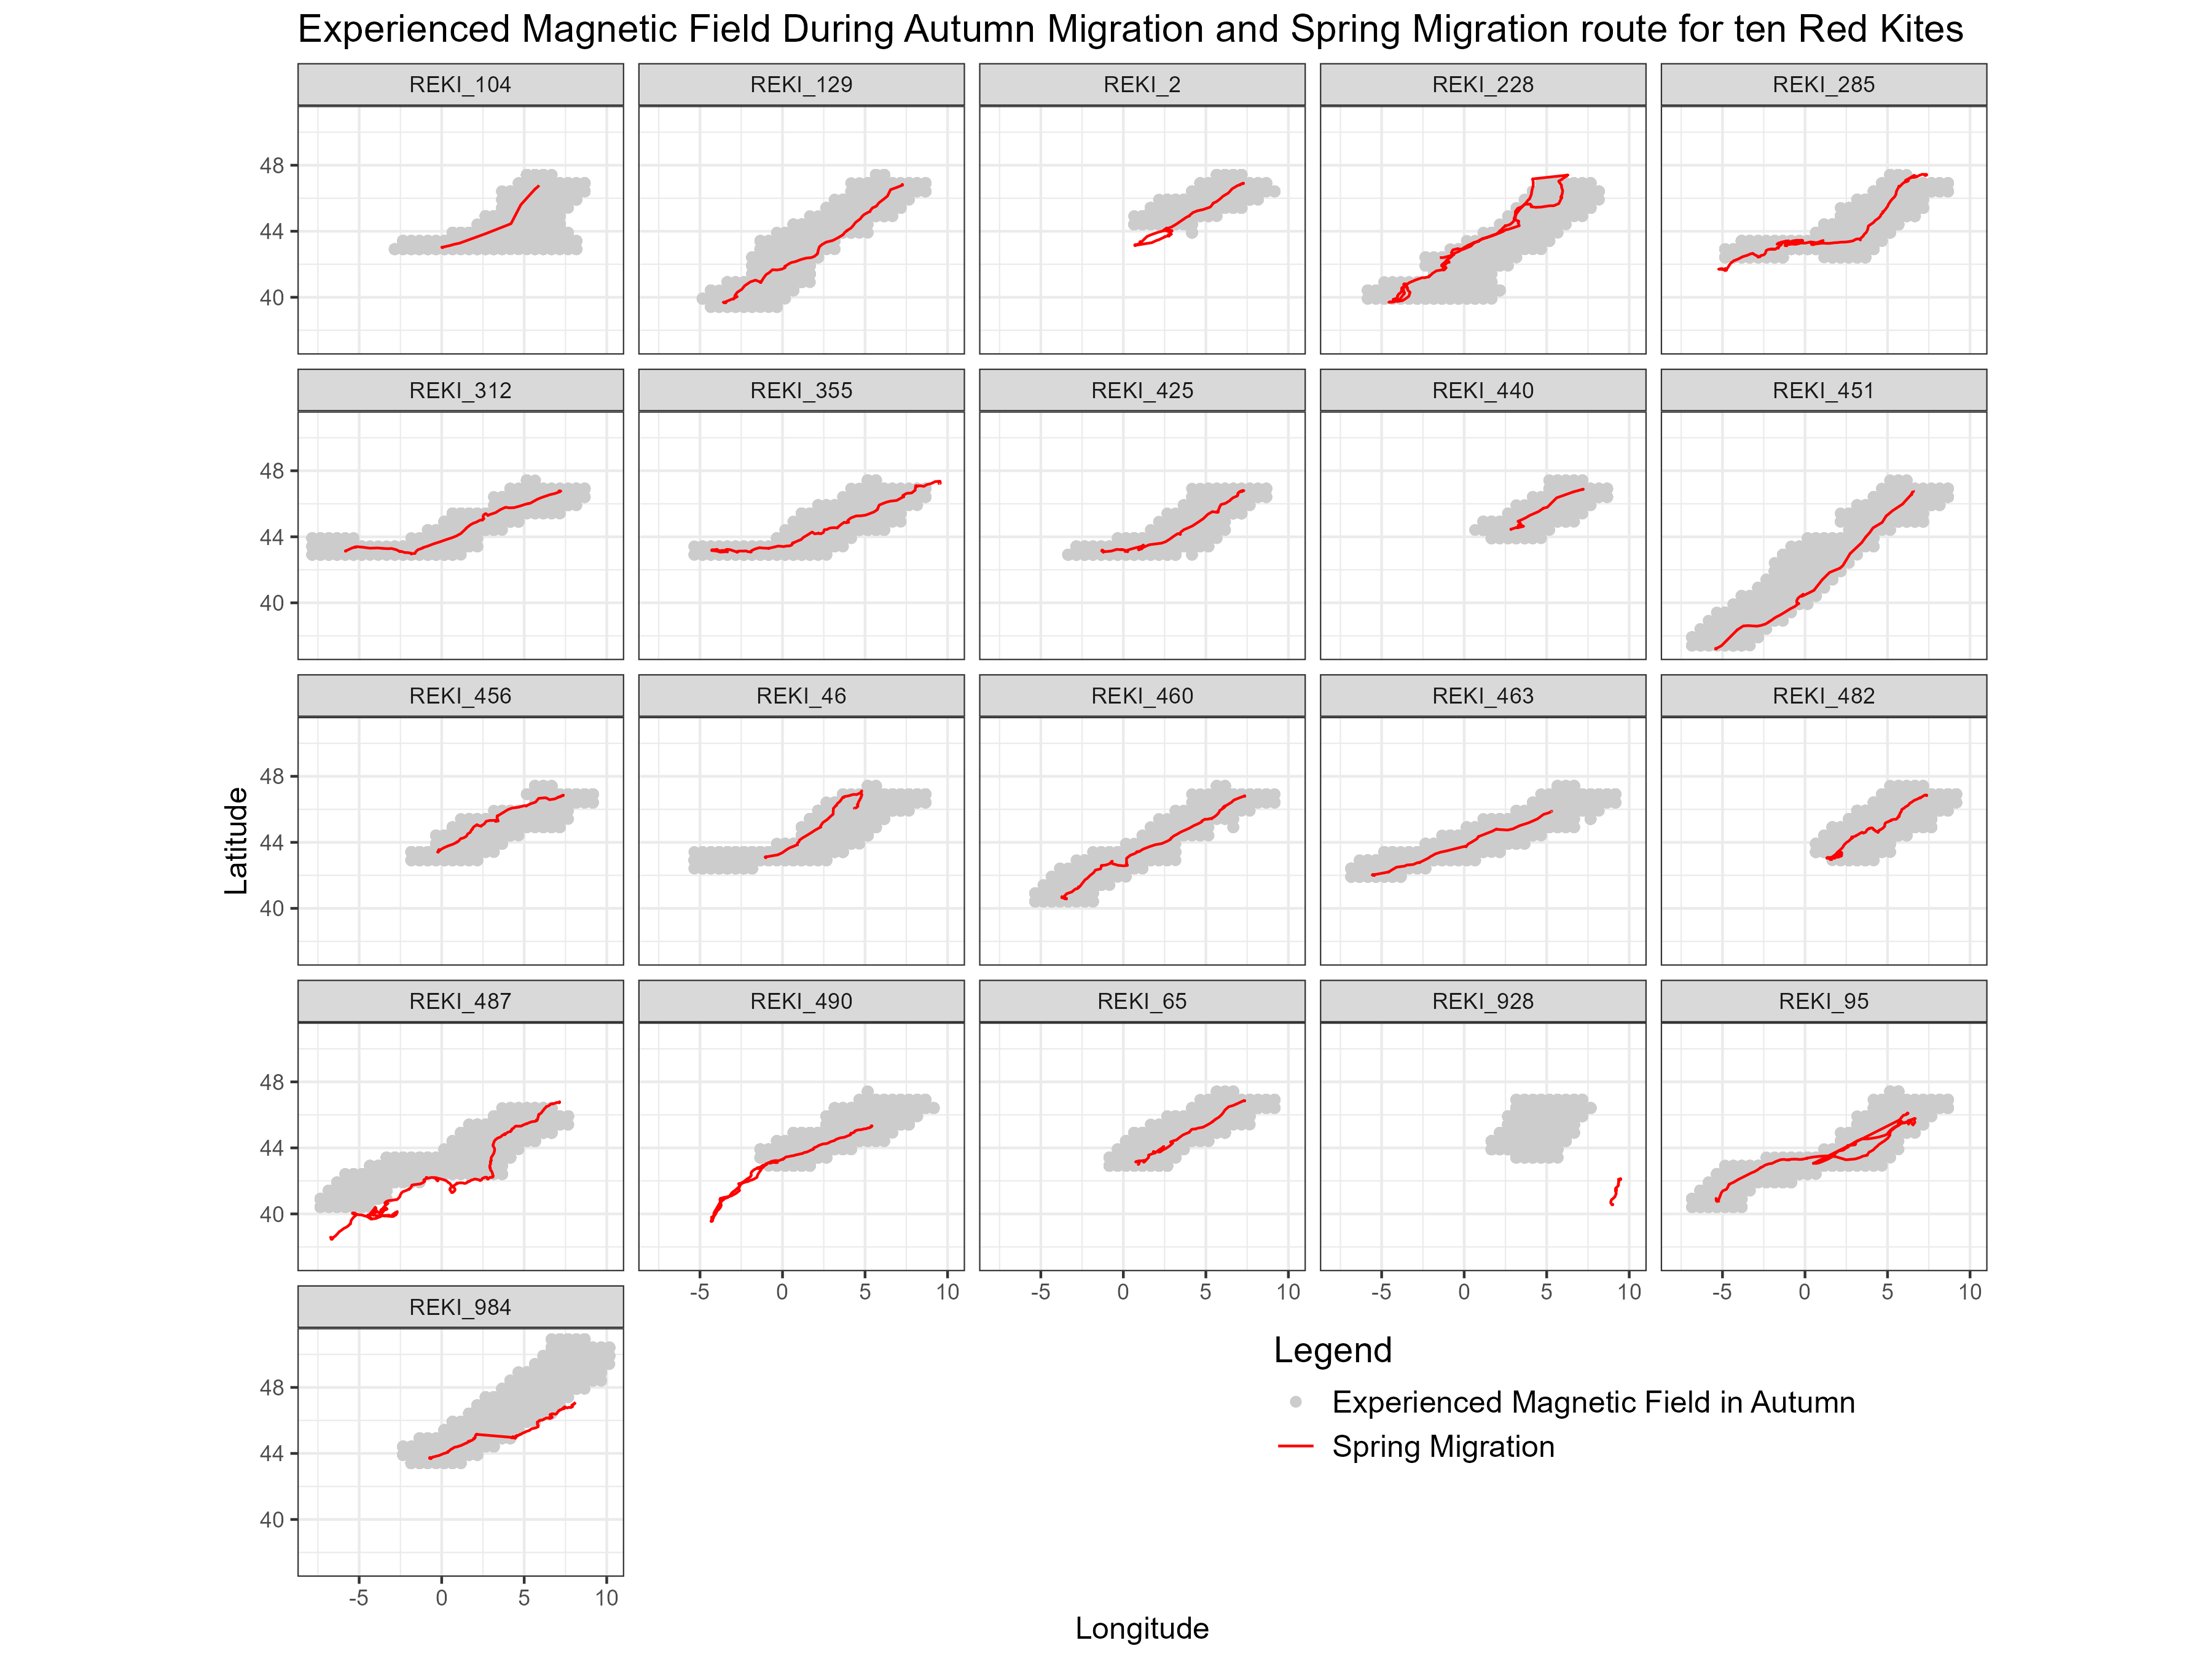 Experienced Magnetic Field During Autumn Migration and Spring Migration route for ten Red Kites
REKI_104 REKI_129 REKI_2 REKI_228 REKI_285
48
44
40
REKI_312 REKI_355 REKI_425 REKI_440 REKI_451
48
44
40
REKI_456 REKI_46 REKI_460 REKI_463 REKI_482
48
44
40
Latitude
REKI_487 REKI_490 REKI_65 REKI_928 REKI_95
48
44
40
-5 0 5 10 -5 0 5 10 -5 0 5 10 -5 0 5 10
REKI_984
48
44
40
-5 0 5 10
Legend
Experienced Magnetic Field in Autumn
Spring Migration
Longitude